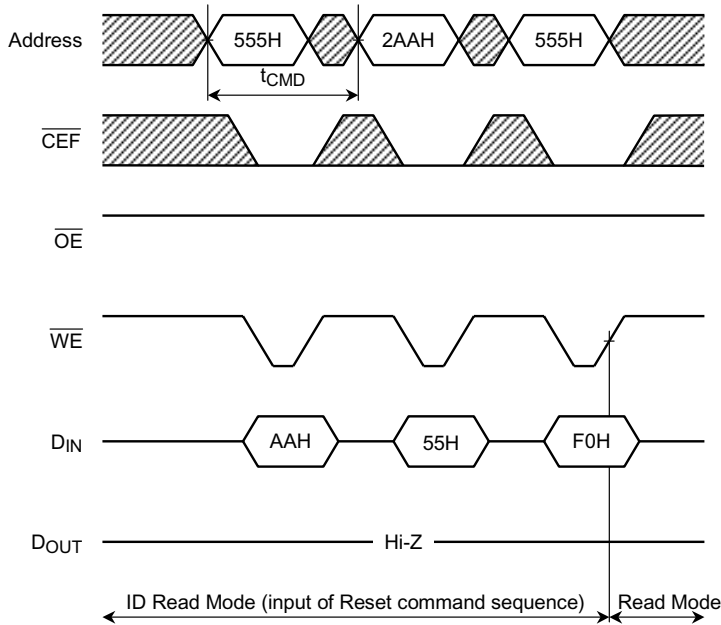 Address 555H 2AAH 555H
tCMD
CEF
OE
WE
DIN AAH 55H F0H
DOUT Hi-Z
ID Read Mode (input of Reset command sequence) Read Mode